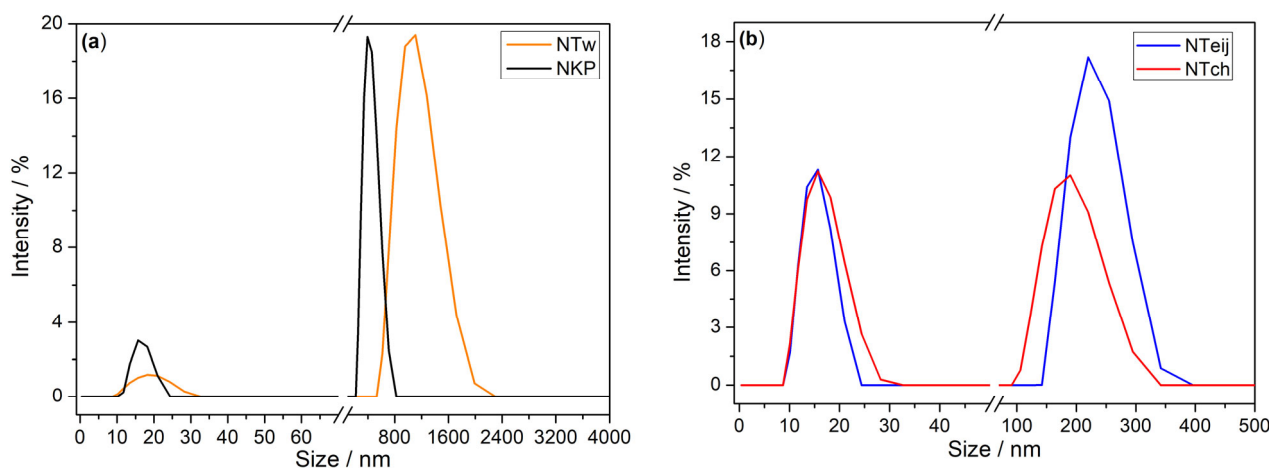 (a)
NTw
NKP
Intensity / %
20
16
12
8
4
0
0 10 20 30 40 50 60 800 1600 2400 3200 4000
Size / nm
(b)
NTeij
NTch
Intensity / %
18
15
12
9
6
3
0
0 10 20 30 40 100 200 300 400 500
Size / nm